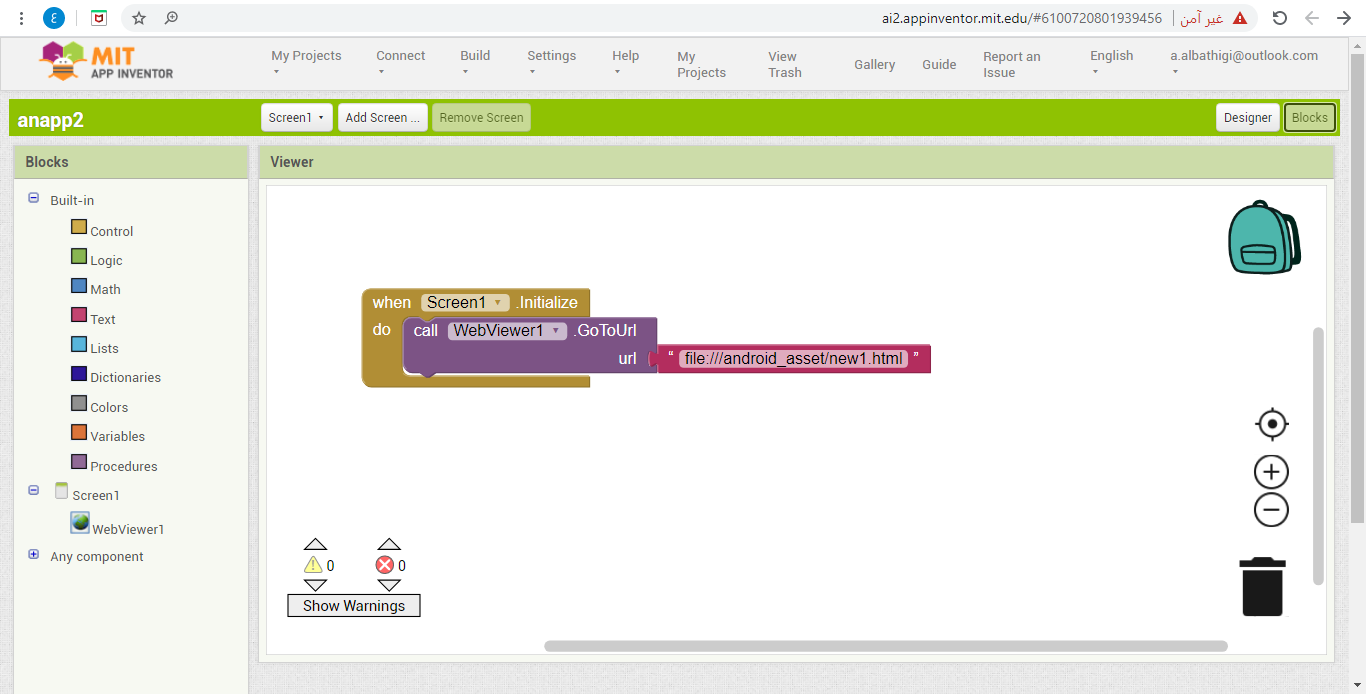 ai2.appinventor.mit.edu/#6100720801939456 غير آمن
ع
MIT
APP INVENTOR
My Projects
Connect
Build
Settings
Help
My Projects
View Trash
Gallery
Guide
Report an Issue
English
a.albathigi@outlook.com
anapp2
Screen1
Add Screen ...
Remove Screen
Designer
Blocks
Blocks
Built-in
Control
Logic
Math
Text
Lists
Dictionaries
Colors
Variables
Procedures
Screen1
WebViewer1
Any component
Viewer
when Screen1 .Initialize
do call WebViewer1 .GoToUrl
url “ file:///android_asset/new1.html ”
0 0
Show Warnings